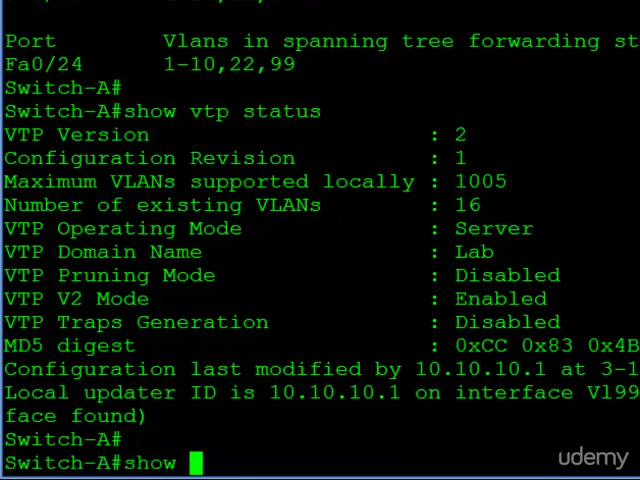 Port Vlans in spanning tree forwarding st
Fa0/24 1-10,22,99
Switch-A#
Switch-A#show vtp status
VTP Version : 2
Configuration Revision : 1
Maximum VLANs supported locally : 1005
Number of existing VLANs : 16
VTP Operating Mode : Server
VTP Domain Name : Lab
VTP Pruning Mode : Disabled
VTP V2 Mode : Enabled
VTP Traps Generation : Disabled
MD5 digest : 0xCC 0x83 0x4B
Configuration last modified by 10.10.10.1 at 3-1
Local updater ID is 10.10.10.1 on interface Vl99
face found)
Switch-A#
Switch-A#show
udemy